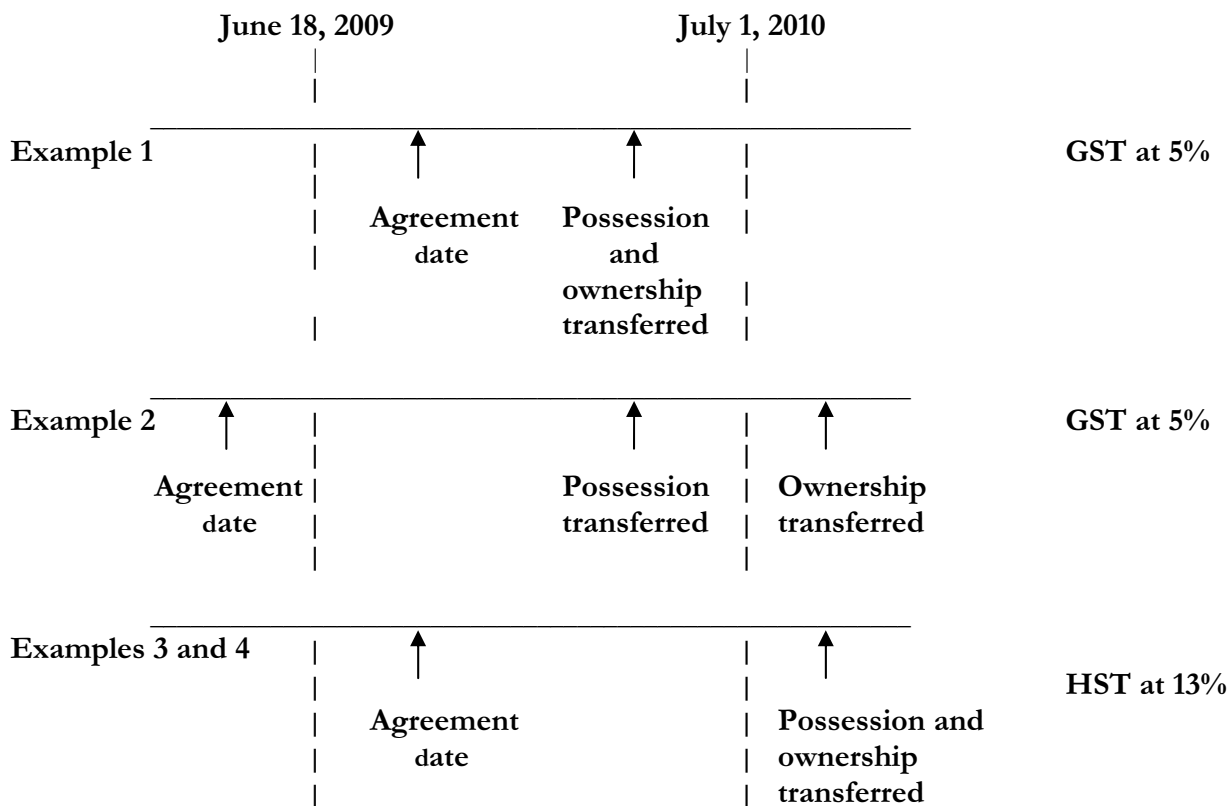 June 18, 2009 July 1, 2010
Example 1 GST at 5%
Agreement Possession
date and
ownership
transferred
Example 2 GST at 5%
Agreement Possession Ownership
date transferred transferred
Examples 3 and 4
HST at 13%
Agreement Possession and
date ownership
transferred